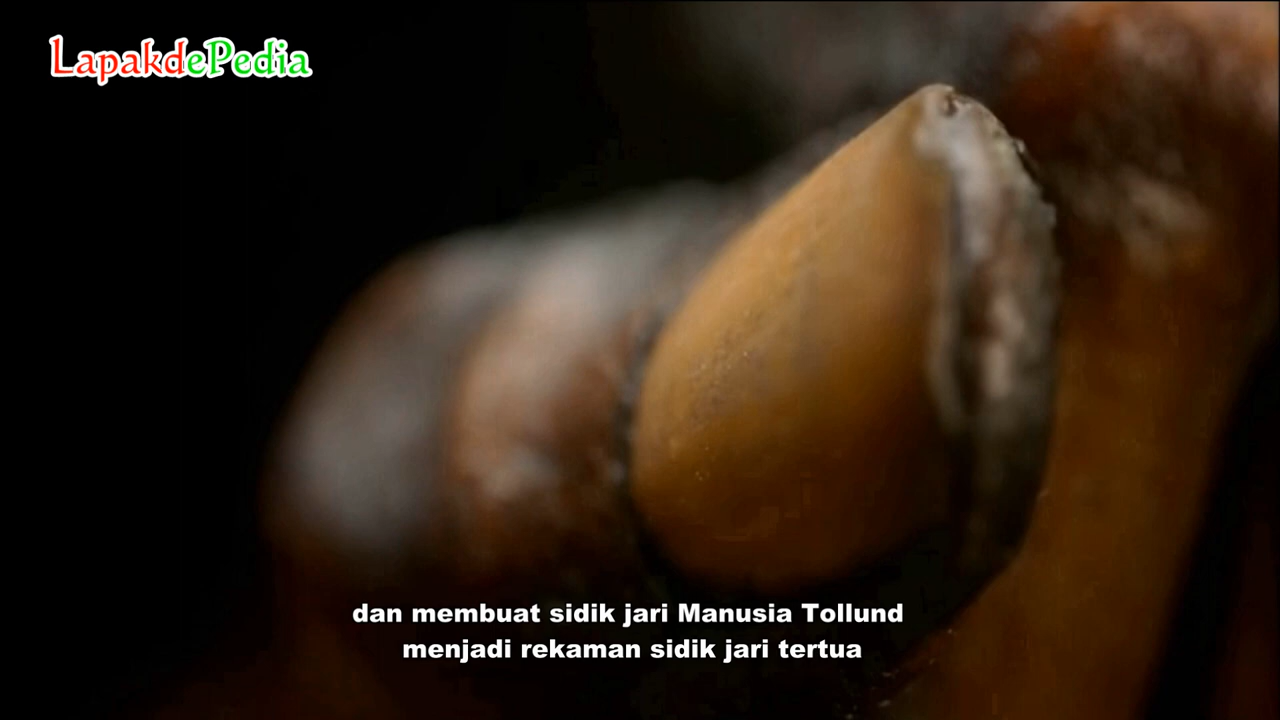 LapakdePedia
dan membuat sidik jari Manusia Tollund
menjadi rekaman sidik jari tertua